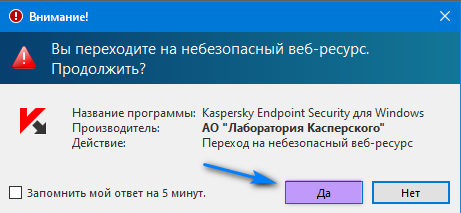 Внимание!
Вы переходите на небезопасный веб-ресурс.
Продолжить?
Название программы: Kaspersky Endpoint Security для Windows
Производитель: АО "Лаборатория Касперского"
Действие: Переход на небезопасный веб-ресурс
Запомнить мой ответ на 5 минут.
Да
Нет